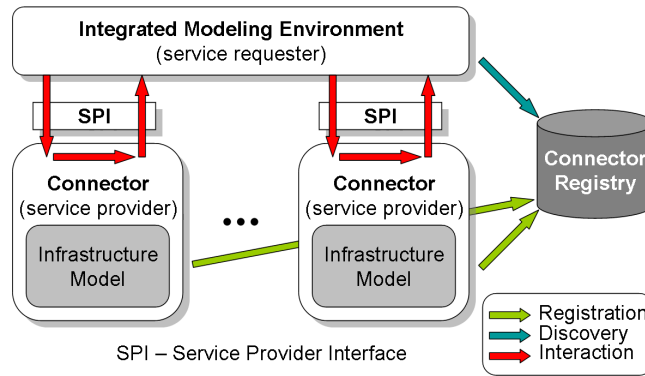 Integrated Modeling Environment
(service requester)
SPI
SPI
Connector
(service provider)
Infrastructure
Model
...
Connector
(service provider)
Infrastructure
Model
Connector
Registry
Registration
Discovery
Interaction
SPI – Service Provider Interface